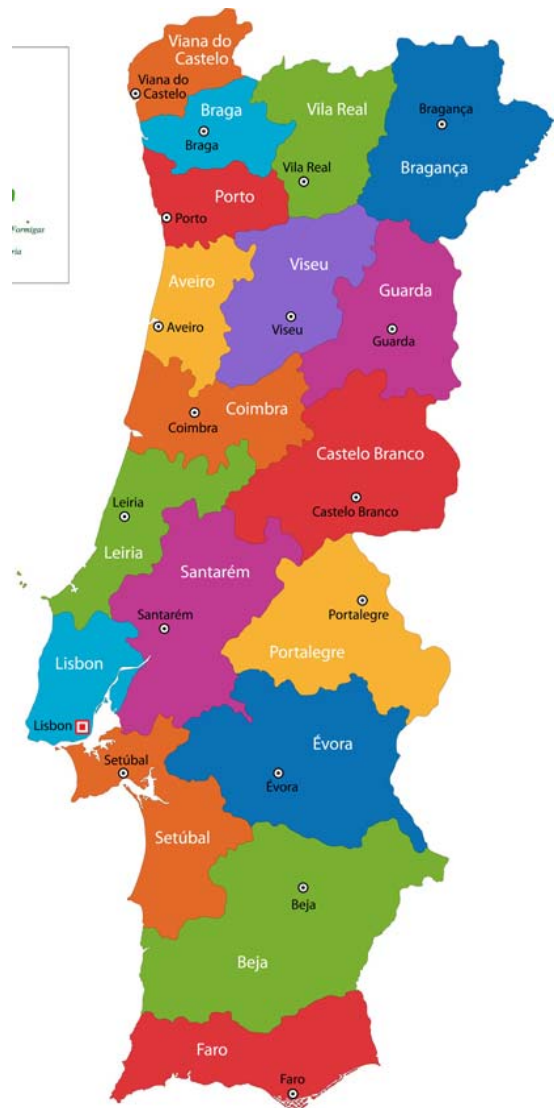 Viana do
Castelo
Viana do
Castelo
Braga
Braga
Vila Real
Vila Real
Bragança
Bragança
Porto
Porto
Formigas
Aveiro
Aveiro
Viseu
Viseu
Guarda
Guarda
Coimbra
Coimbra
Castelo Branco
Castelo Branco
Leiria
Leiria
Santarém
Santarém
Portalegre
Portalegre
Lisbon
Lisbon
Setúbal
Setúbal
Évora
Évora
Beja
Beja
Faro
Faro